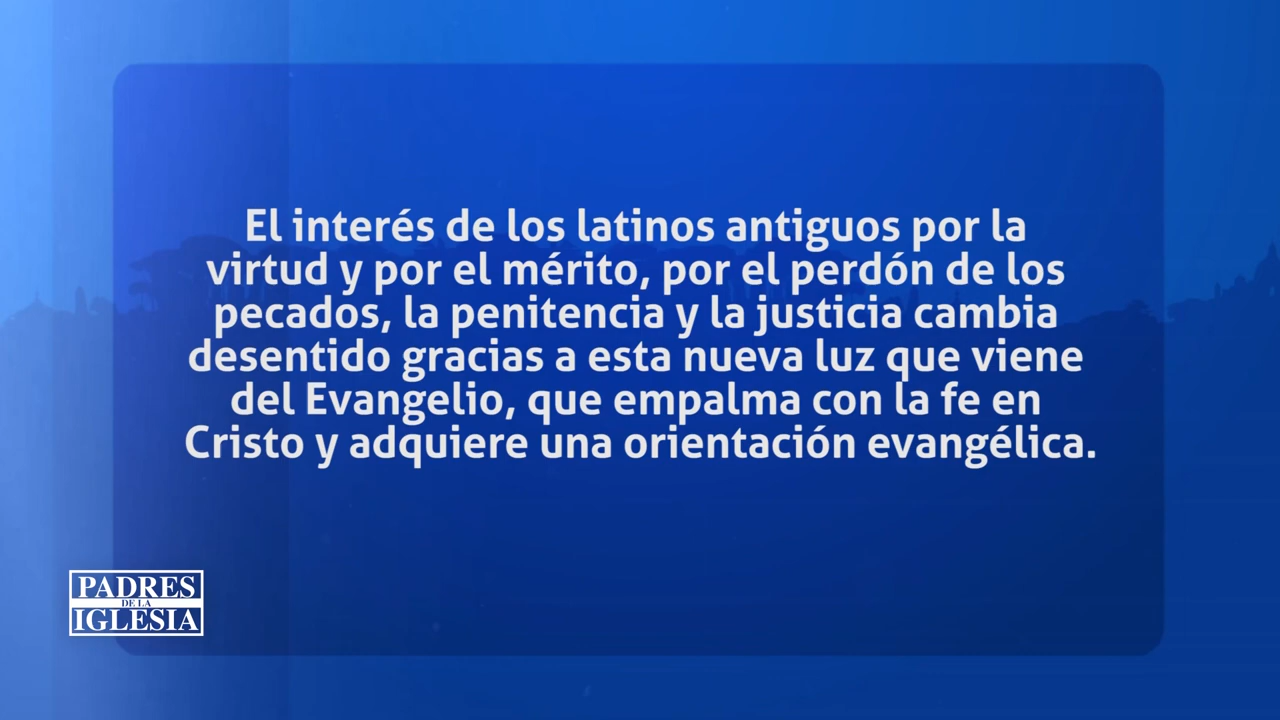 El interés de los latinos antiguos por la
virtud y por el mérito, por el perdón de los
pecados, la penitencia y la justicia cambia
desentido gracias a esta nueva luz que viene
del Evangelio, que empalma con la fe en
Cristo y adquiere una orientación evangélica.
PADRES
DE LA
IGLESIA